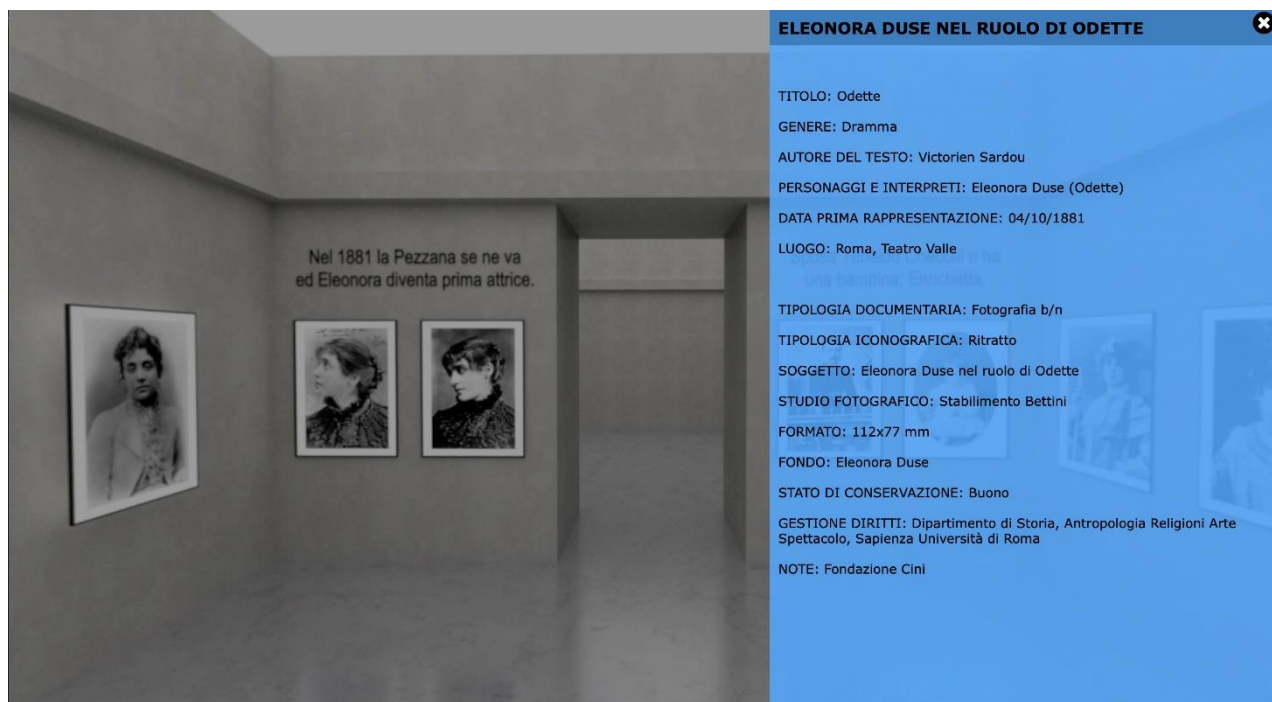 Nel 1881 la Pezzana se ne va
ed Eleonora diventa prima attrice.
ELEONORA DUSE NEL RUOLO DI ODETTE
TITOLO: Odette
GENERE: Dramma
AUTORE DEL TESTO: Victorien Sardou
PERSONAGGI E INTERPRETI: Eleonora Duse (Odette)
DATA PRIMA RAPPRESENTAZIONE: 04/10/1881
LUOGO: Roma, Teatro Valle
e ha
una bambina: Enrichetta.
TIPOLOGIA DOCUMENTARIA: Fotografia b/n
TIPOLOGIA ICONOGRAFICA: Ritratto
SOGGETTO: Eleonora Duse nel ruolo di Odette
STUDIO FOTOGRAFICO: Stabilimento Bettini
FORMATO: 112x77 mm
FONDO: Eleonora Duse
STATO DI CONSERVAZIONE: Buono
GESTIONE DIRITTI: Dipartimento di Storia, Antropologia Religioni Arte
Spettacolo, Sapienza Università di Roma
NOTE: Fondazione Cini